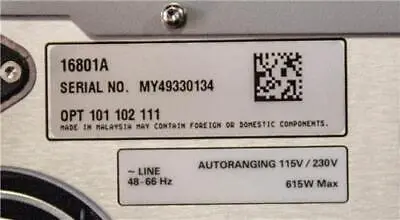 16801A
SERIAL NO. MY49330134
OPT 101 102 111
MADE IN MALAYSIA MAY CONTAIN FOREIGN OR DOMESTIC COMPONENTS.
~ LINE
48-66 Hz
AUTORANGING 115V / 230V
615W Max